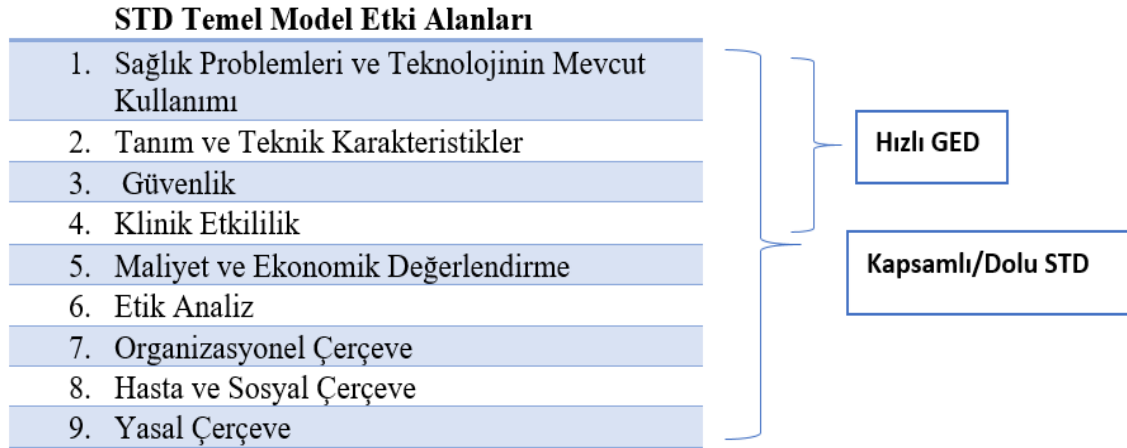 STD Temel Model Etki Alanları
1. Sağlık Problemleri ve Teknolojinin Mevcut
Kullanımı
2. Tanım ve Teknik Karakteristikler
3. Güvenlik
4. Klinik Etkililik
5. Maliyet ve Ekonomik Değerlendirme
6. Etik Analiz
7. Organizasyonel Çerçeve
8. Hasta ve Sosyal Çerçeve
9. Yasal Çerçeve
Hızlı GED
Kapsamlı/Dolu STD